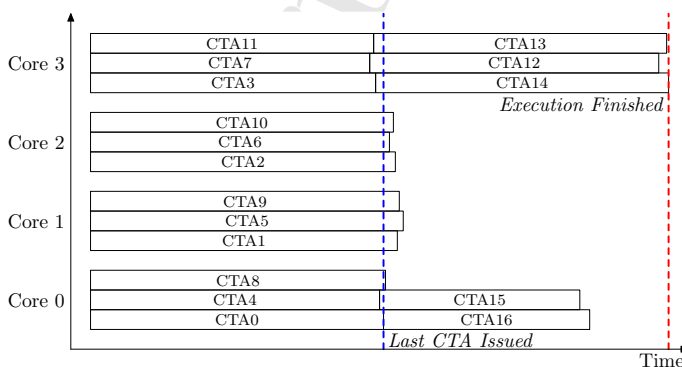 CTA11 CTA13
Core 3 CTA7 CTA12
CTA3 CTA14
Execution Finished
CTA10
Core 2 CTA6
CTA2
CTA9
Core 1 CTA5
CTA1
CTA8
Core 0 CTA4 CTA15
CTA0 CTA16
Last CTA Issued
Time